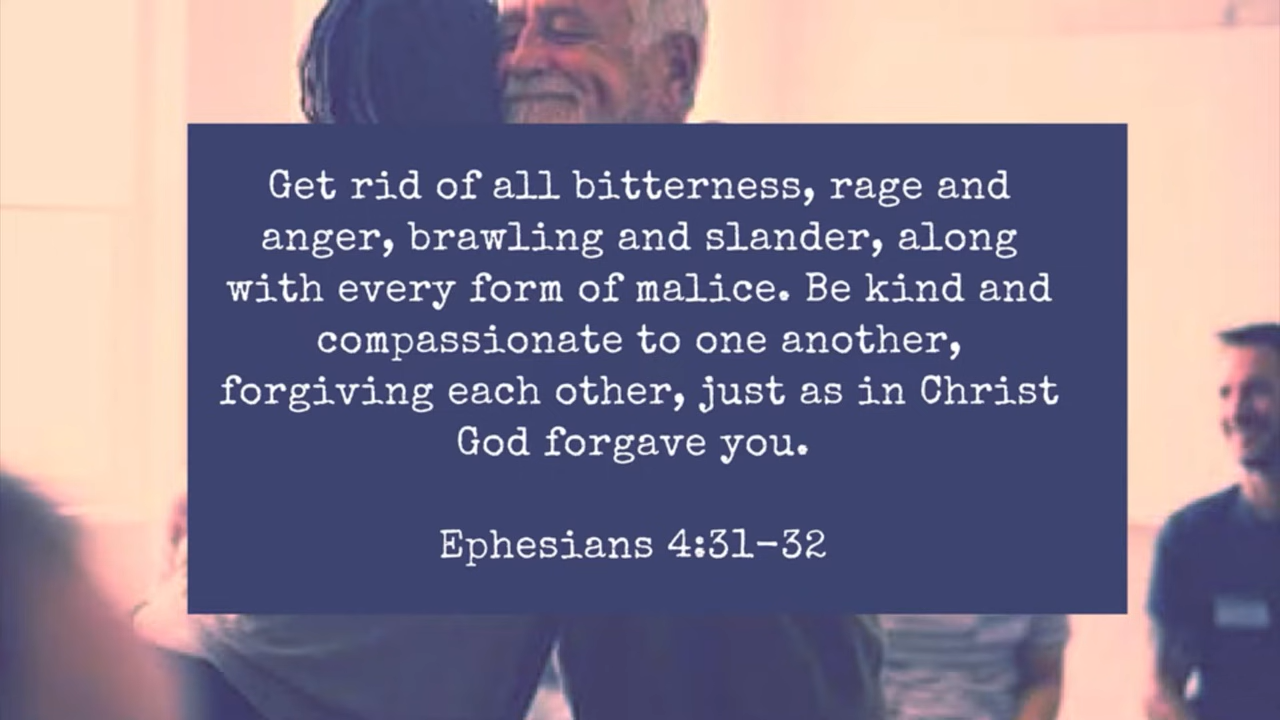 Get rid of all bitterness, rage and
anger, brawling and slander, along
with every form of malice. Be kind and
compassionate to one another,
forgiving each other, just as in Christ
God forgave you.
Ephesians 4:31-32